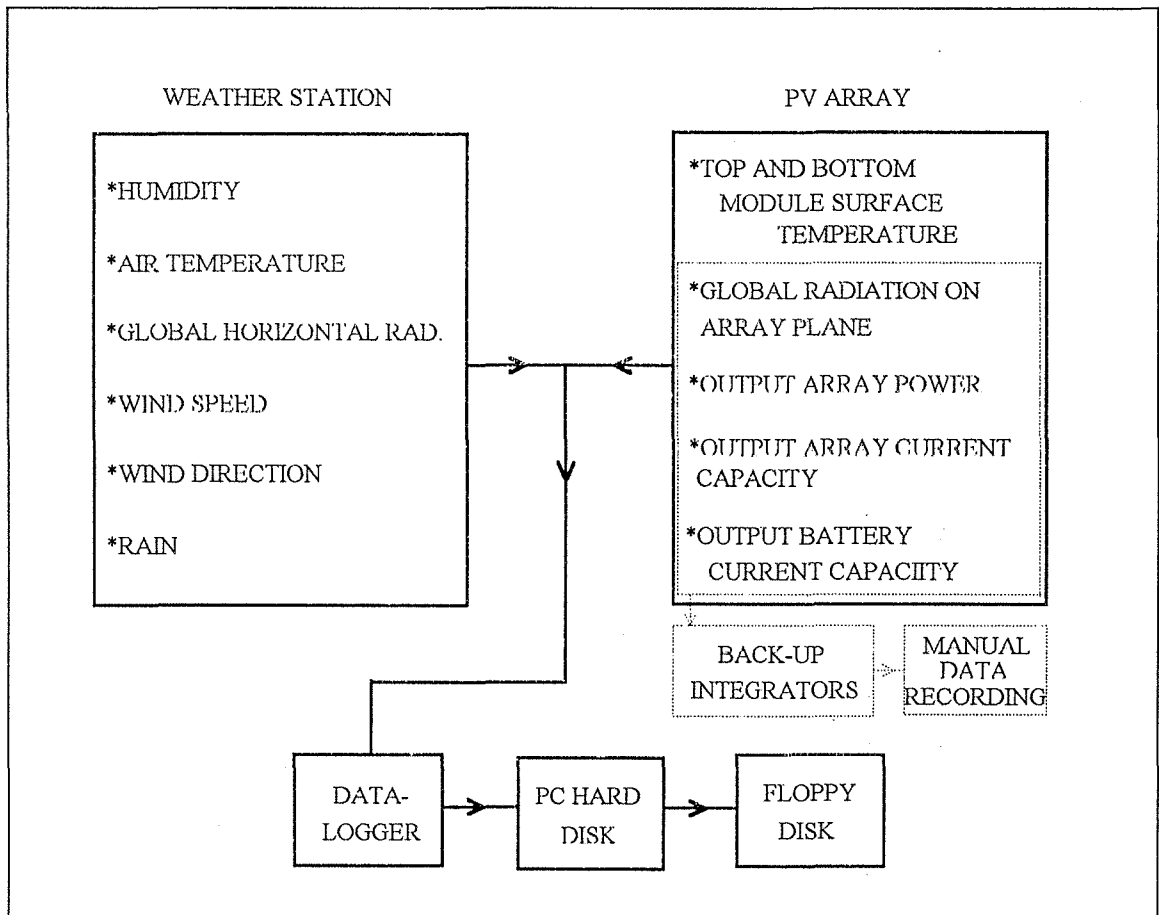 WEATHER STATION
*HUMIDITY
*AIR TEMPERATURE
*GLOBAL HORIZONTAL RAD.
*WIND SPEED
*WIND DIRECTION
*RAIN
PV ARRAY
*TOP AND BOTTOM
MODULE SURFACE
TEMPERATURE
*GLOBAL RADIATION ON
ARRAY PLANE
*OUTPUT ARRAY POWER
*OUTPUT ARRAY CURRENT
CAPACITY
*OUTPUT BATTERY
CURRENT CAPACIITY
BACK-UP
INTEGRATORS
MANUAL
DATA
RECORDING
DATA-
LOGGER
PC HARD
DISK
FLOPPY
DISK